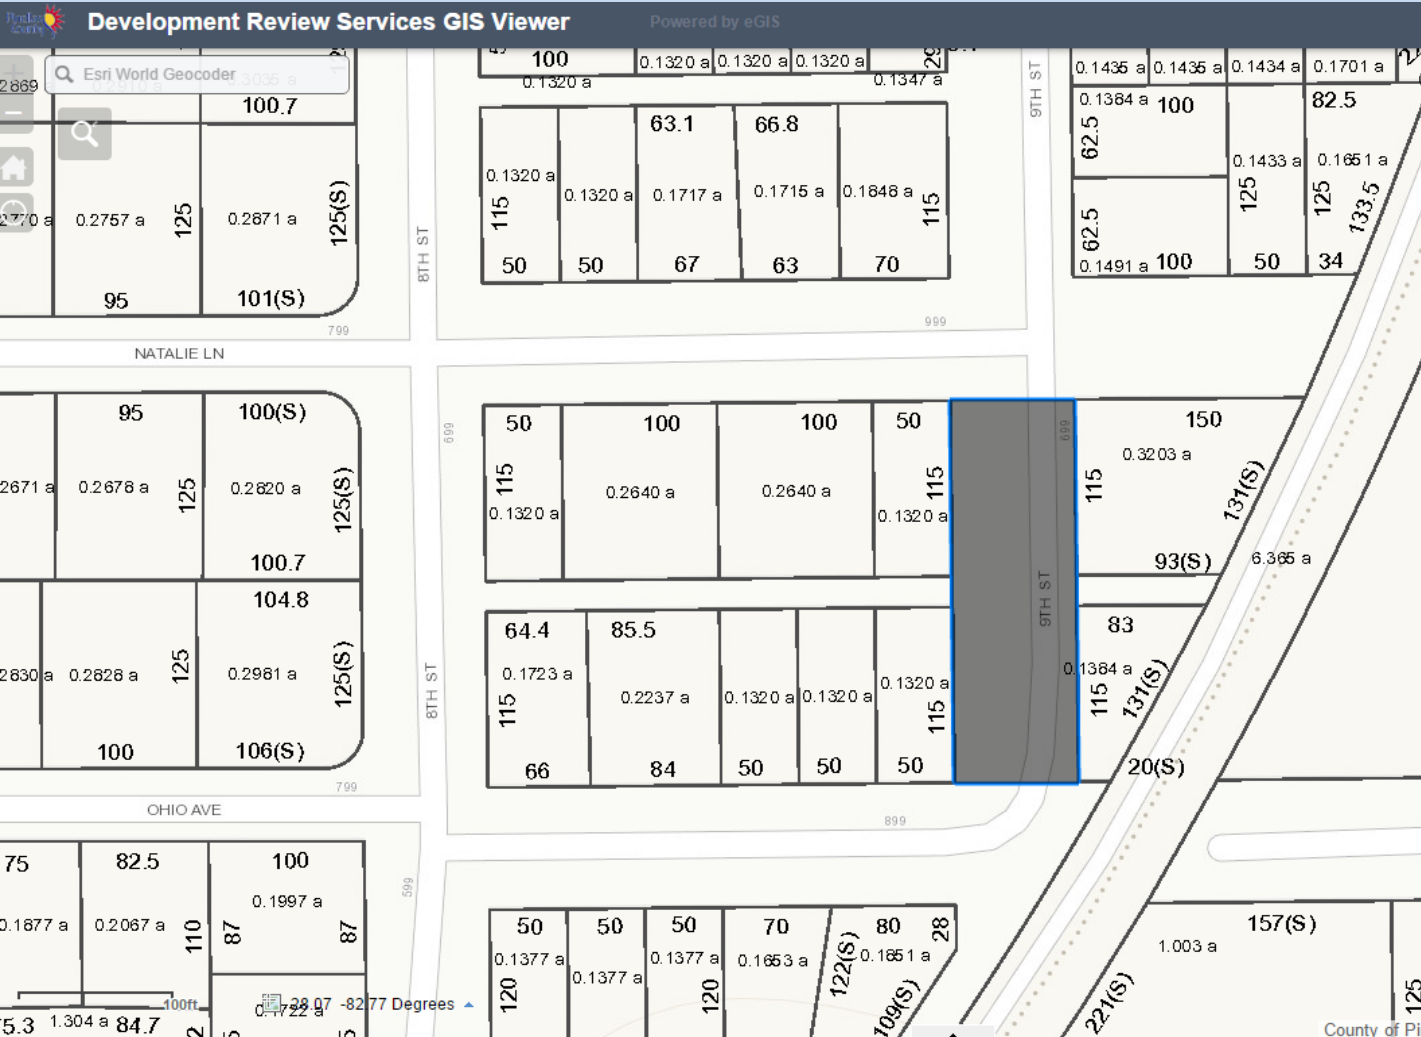 Development Review Services GIS Viewer
Powered by eGIS
Esri World Geocoder
100
0.1320 a
0.1320 a
0.1320 a
0.1320 a
0.1347 a
9TH ST
0.1435 a
0.1435 a
0.1434 a
0.1701 a
2869
100.7
0.1384 a
100
82.5
62.5
0.1433 a
0.1651 a
125
125
133.5
62.5
0.1491 a
100
50
34
63.1
66.8
0.1320 a
0.1320 a
0.1717 a
0.1715 a
0.1848 a
115
115
50
50
67
63
70
0.2757 a
125
0.2871 a
125(S)
95
101(S)
8TH ST
799
999
NATALIE LN
95
100(S)
2671 a
0.2678 a
125
0.2820 a
125(S)
100.7
699
50
100
100
50
115
115
0.1320 a
0.2640 a
0.2640 a
0.1320 a
699
9TH ST
150
0.3203 a
115
131(S)
93(S)
6.365 a
104.8
2830 a
0.2828 a
125
0.2981 a
125(S)
100
106(S)
8TH ST
64.4
85.5
0.1723 a
0.2237 a
0.1320 a
0.1320 a
0.1320 a
115
115
66
84
50
50
50
83
0.1384 a
115
131(S)
20(S)
799
OHIO AVE
899
75
82.5
100
0.1997 a
0.1877 a
0.2067 a
110
87
87
599
50
50
50
70
80
28
0.1377 a
0.1377 a
0.1377 a
0.1653 a
0.1851 a
120
120
122(S)
109(S)
157(S)
1.003 a
221(S)
125
100ft
28.07 -82.77 Degrees
0.1722 a
5.3
1.304 a
84.7
County of Pi